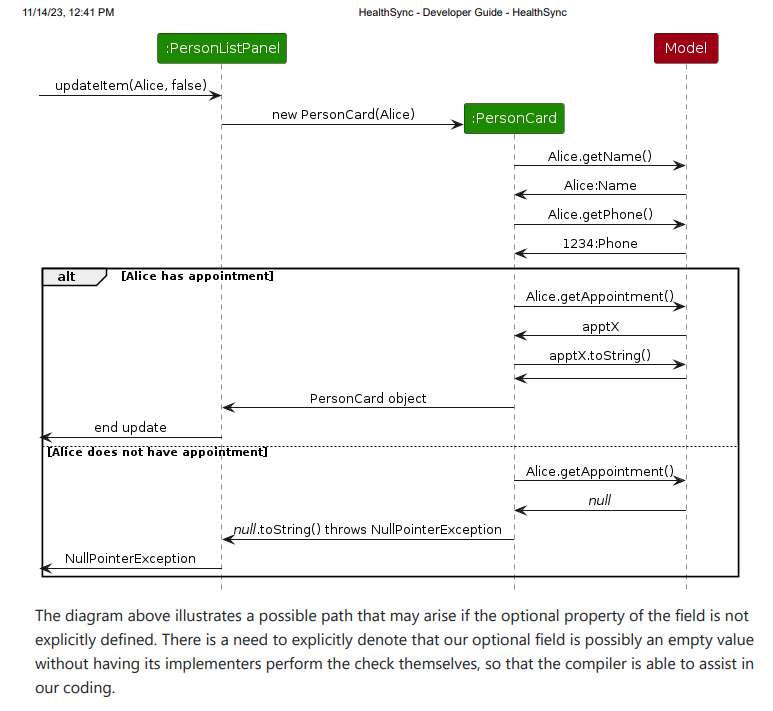 11/14/23, 12:41 PM HealthSync - Developer Guide - HealthSync
:PersonListPanel Model
updateItem(Alice, false)
new PersonCard(Alice) :PersonCard
Alice.getName()
Alice:Name
Alice.getPhone()
1234:Phone
alt [Alice has appointment]
Alice.getAppointment()
apptX
apptX.toString()
PersonCard object
end update
[Alice does not have appointment]
Alice.getAppointment()
null
null.toString() throws NullPointerException
NullPointerException
The diagram above illustrates a possible path that may arise if the optional property of the field is not
explicitly defined. There is a need to explicitly denote that our optional field is possibly an empty value
without having its implementers perform the check themselves, so that the compiler is able to assist in
our coding.